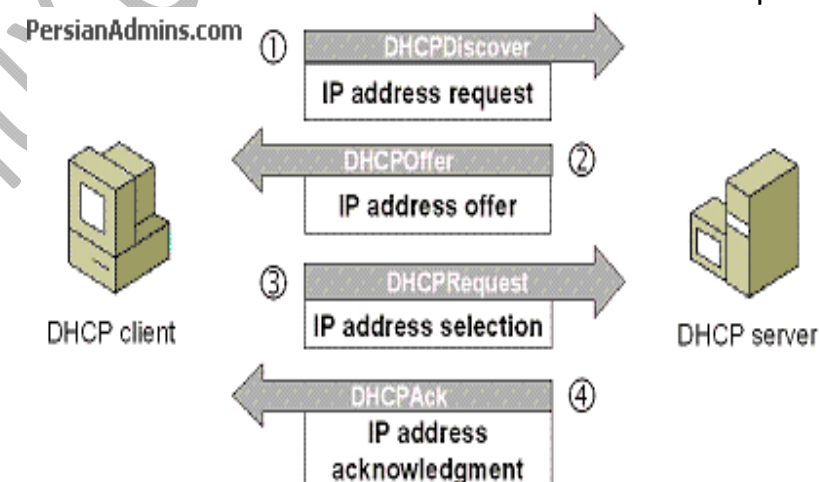 PersianAdmins.com
①
DHCPDiscover
IP address request
DHCPOffer
②
IP address offer
③
DHCPRequest
IP address selection
DHCP client
DHCP server
DHCPAck
④
IP address
acknowledgment